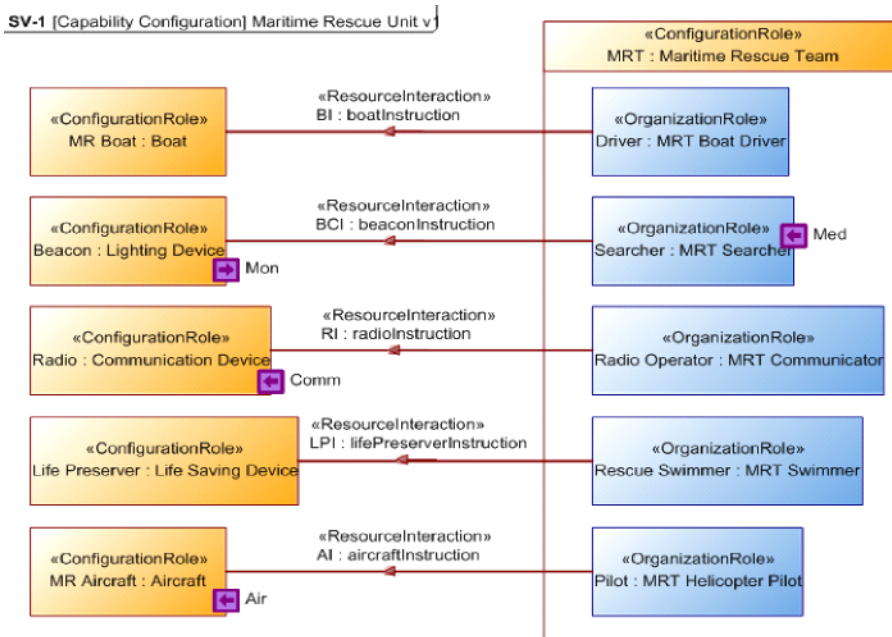 SV-1 [Capability Configuration] Maritime Rescue Unit v1
«ConfigurationRole»
MRT : Maritime Rescue Team
«ConfigurationRole»
MR Boat : Boat
«ResourceInteraction»
BI : boatInstruction
«OrganizationRole»
Driver : MRT Boat Driver
«ConfigurationRole»
Beacon : Lighting Device
Mon
«ResourceInteraction»
BCI : beaconInstruction
«OrganizationRole»
Searcher : MRT Searcher
Med
«ConfigurationRole»
Radio : Communication Device
Comm
«ResourceInteraction»
RI : radioInstruction
«OrganizationRole»
Radio Operator : MRT Communicator
«ConfigurationRole»
Life Preserver : Life Saving Device
«ResourceInteraction»
LPI : lifePreserverInstruction
«OrganizationRole»
Rescue Swimmer : MRT Swimmer
«ConfigurationRole»
MR Aircraft : Aircraft
Air
«ResourceInteraction»
AI : aircraftInstruction
«OrganizationRole»
Pilot : MRT Helicopter Pilot